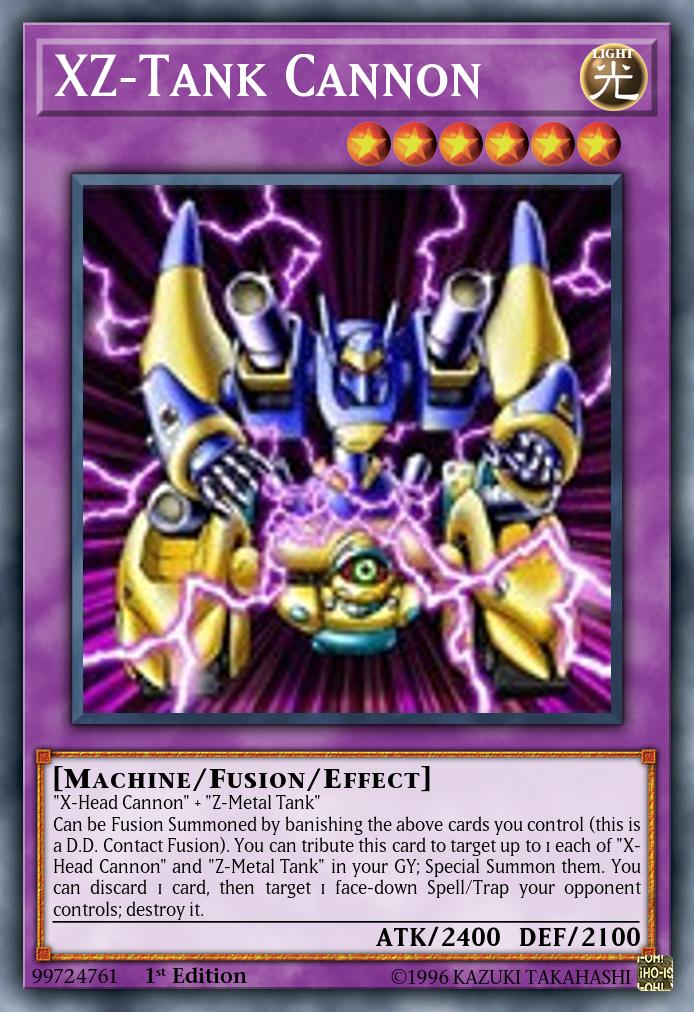 XZ-Tank Cannon
LIGHT
光
[Machine/Fusion/Effect]
"X-Head Cannon" + "Z-Metal Tank"
Can be Fusion Summoned by banishing the above cards you control (this is
a D.D. Contact Fusion). You can tribute this card to target up to 1 each of "X-
Head Cannon" and "Z-Metal Tank" in your GY; Special Summon them. You
can discard 1 card, then target 1 face-down Spell/Trap your opponent
controls; destroy it.
ATK/2400 DEF/2100
99724761 1st Edition ©1996 KAZUKI TAKAHASHI